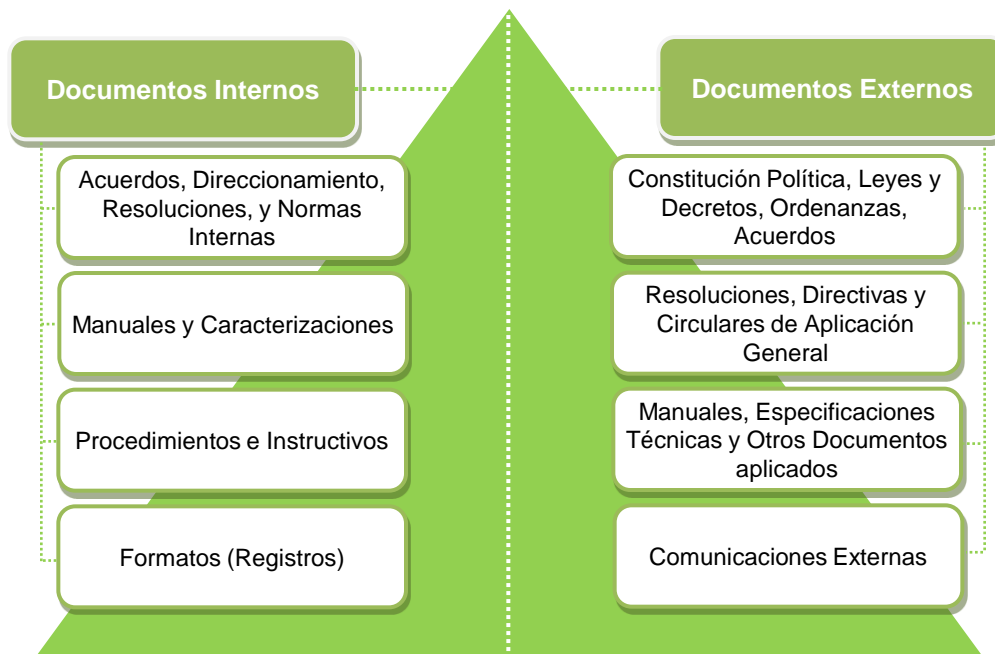 Documentos Internos
Acuerdos, Direccionamiento,
Resoluciones, y Normas
Internas
Manuales y Caracterizaciones
Procedimientos e Instructivos
Formatos (Registros)
Documentos Externos
Constitución Política, Leyes y
Decretos, Ordenanzas,
Acuerdos
Resoluciones, Directivas y
Circulares de Aplicación
General
Manuales, Especificaciones
Técnicas y Otros Documentos
aplicados
Comunicaciones Externas